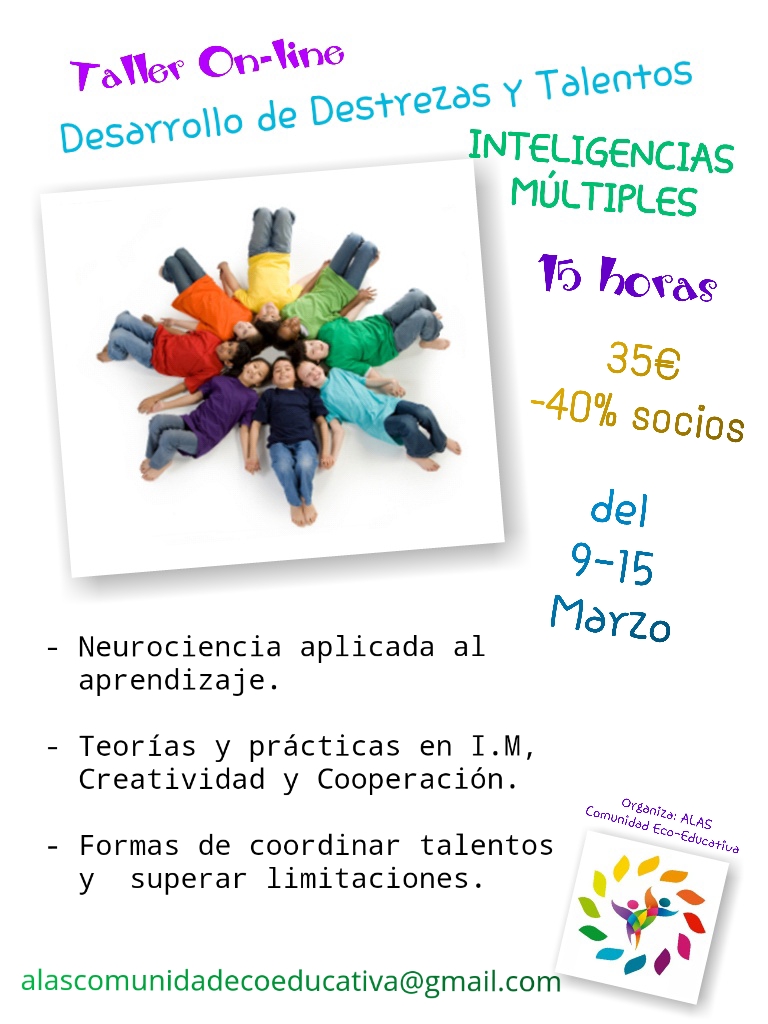 Taller On-line
Desarrollo de Destrezas y Talentos
INTELIGENCIAS
MÚLTIPLES
15 horas
35€
-40% socios
del
9-15
Marzo
- Neurociencia aplicada al
aprendizaje.
- Teorías y prácticas en I.M,
Creatividad y Cooperación.
- Formas de coordinar talentos
y superar limitaciones.
Organiza: ALAS
Comunidad Eco-Educativa
alascomunidadecoeducativa@gmail.com